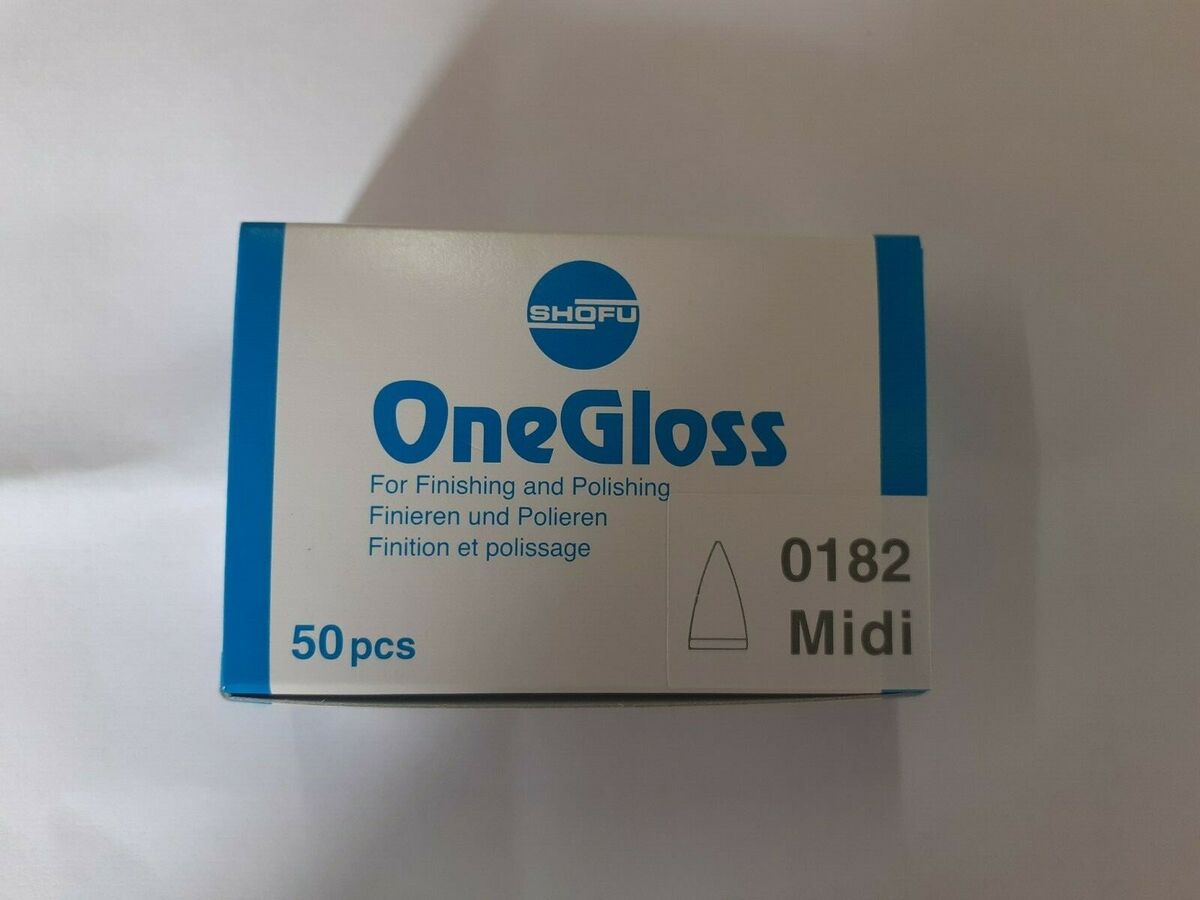 SHOFU
OneGloss
For Finishing and Polishing
Finieren und Polieren
Finition et polissage
50 pcs
0182
Midi